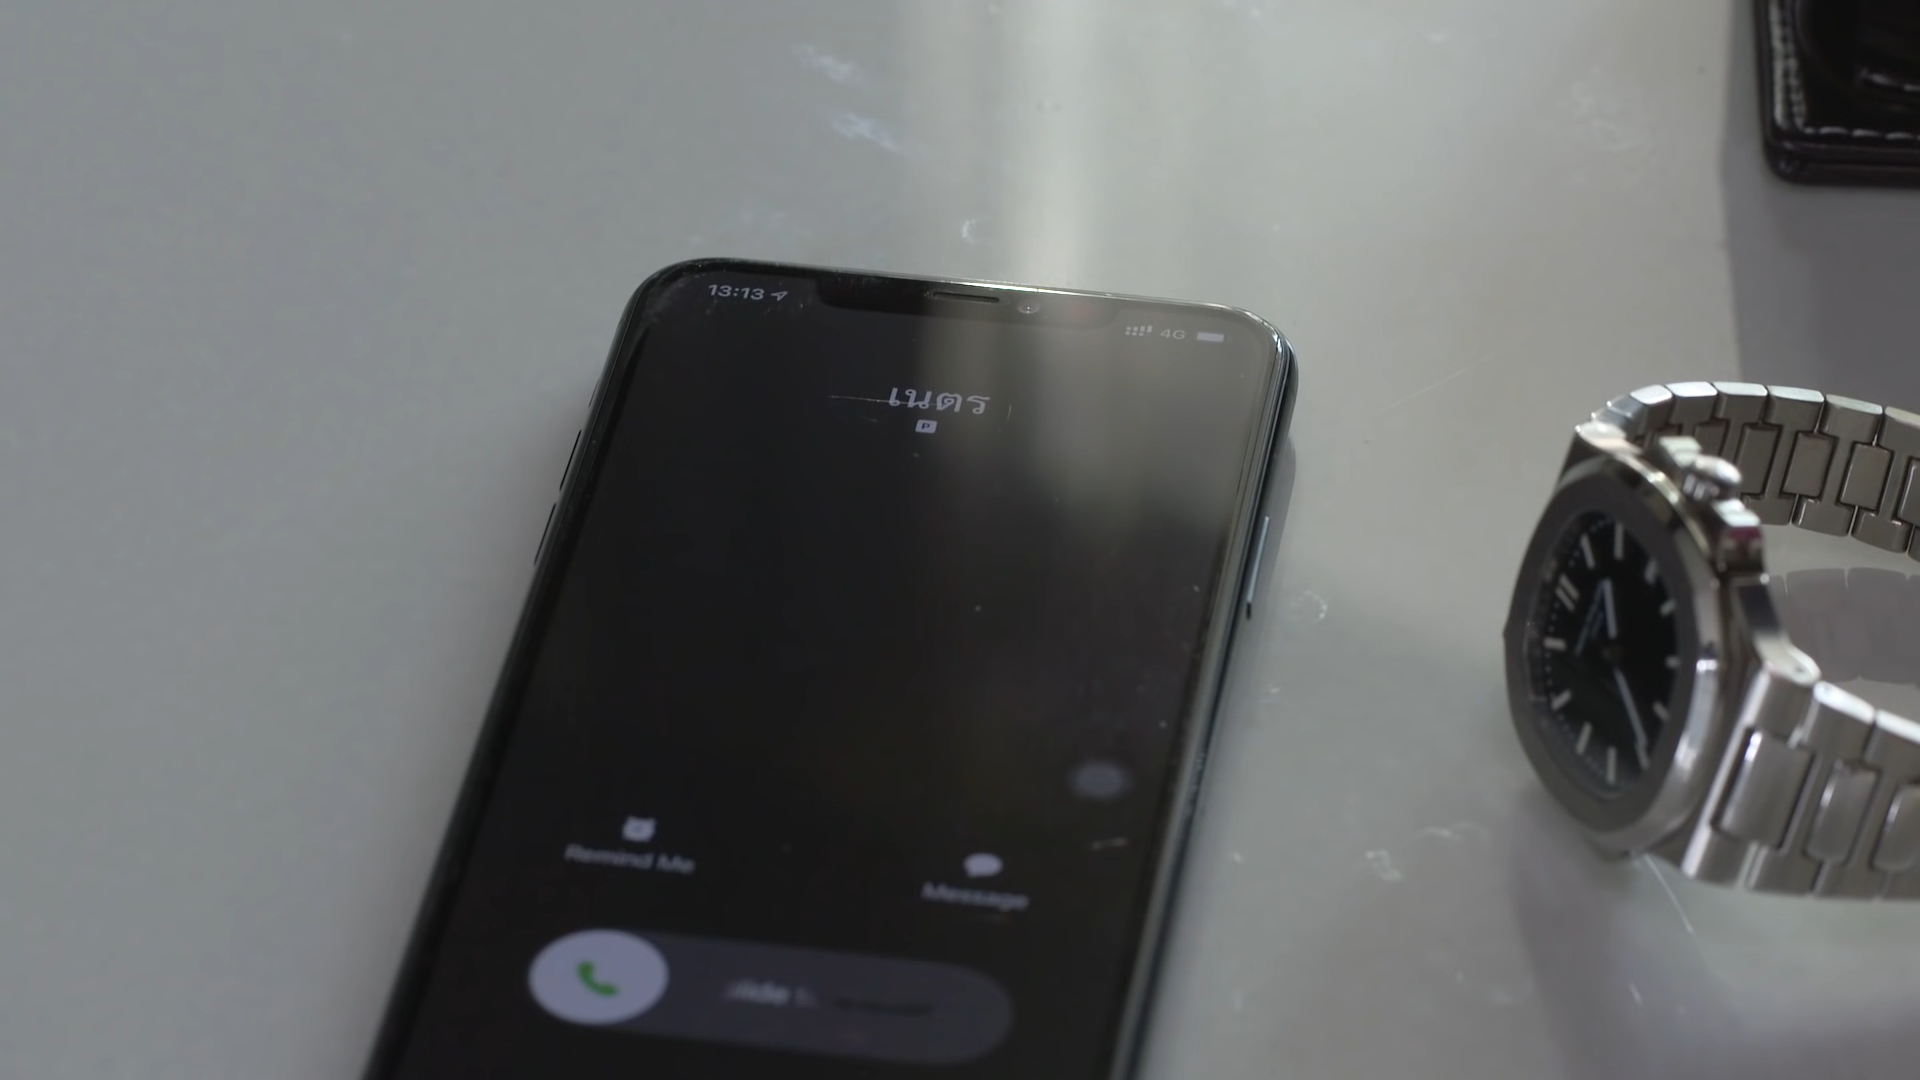 13:13
4G
เนตร
P
Remind Me
Message